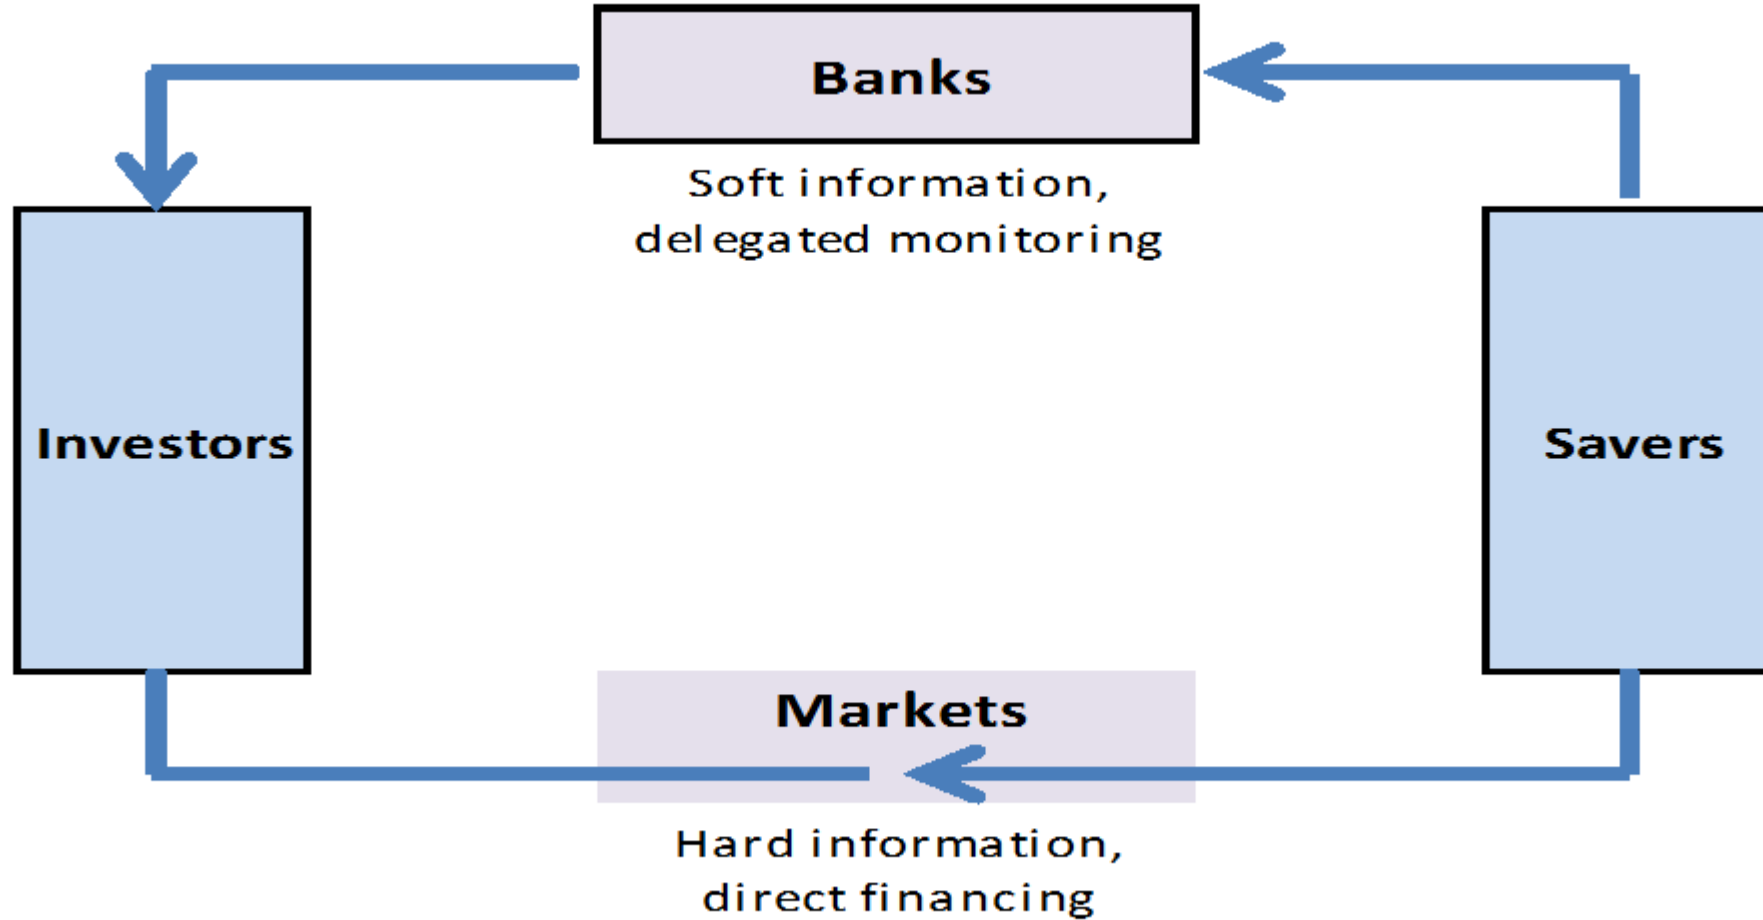 Banks
Soft information,
delegated monitoring
Investors
Savers
Markets
Hard information,
direct financing